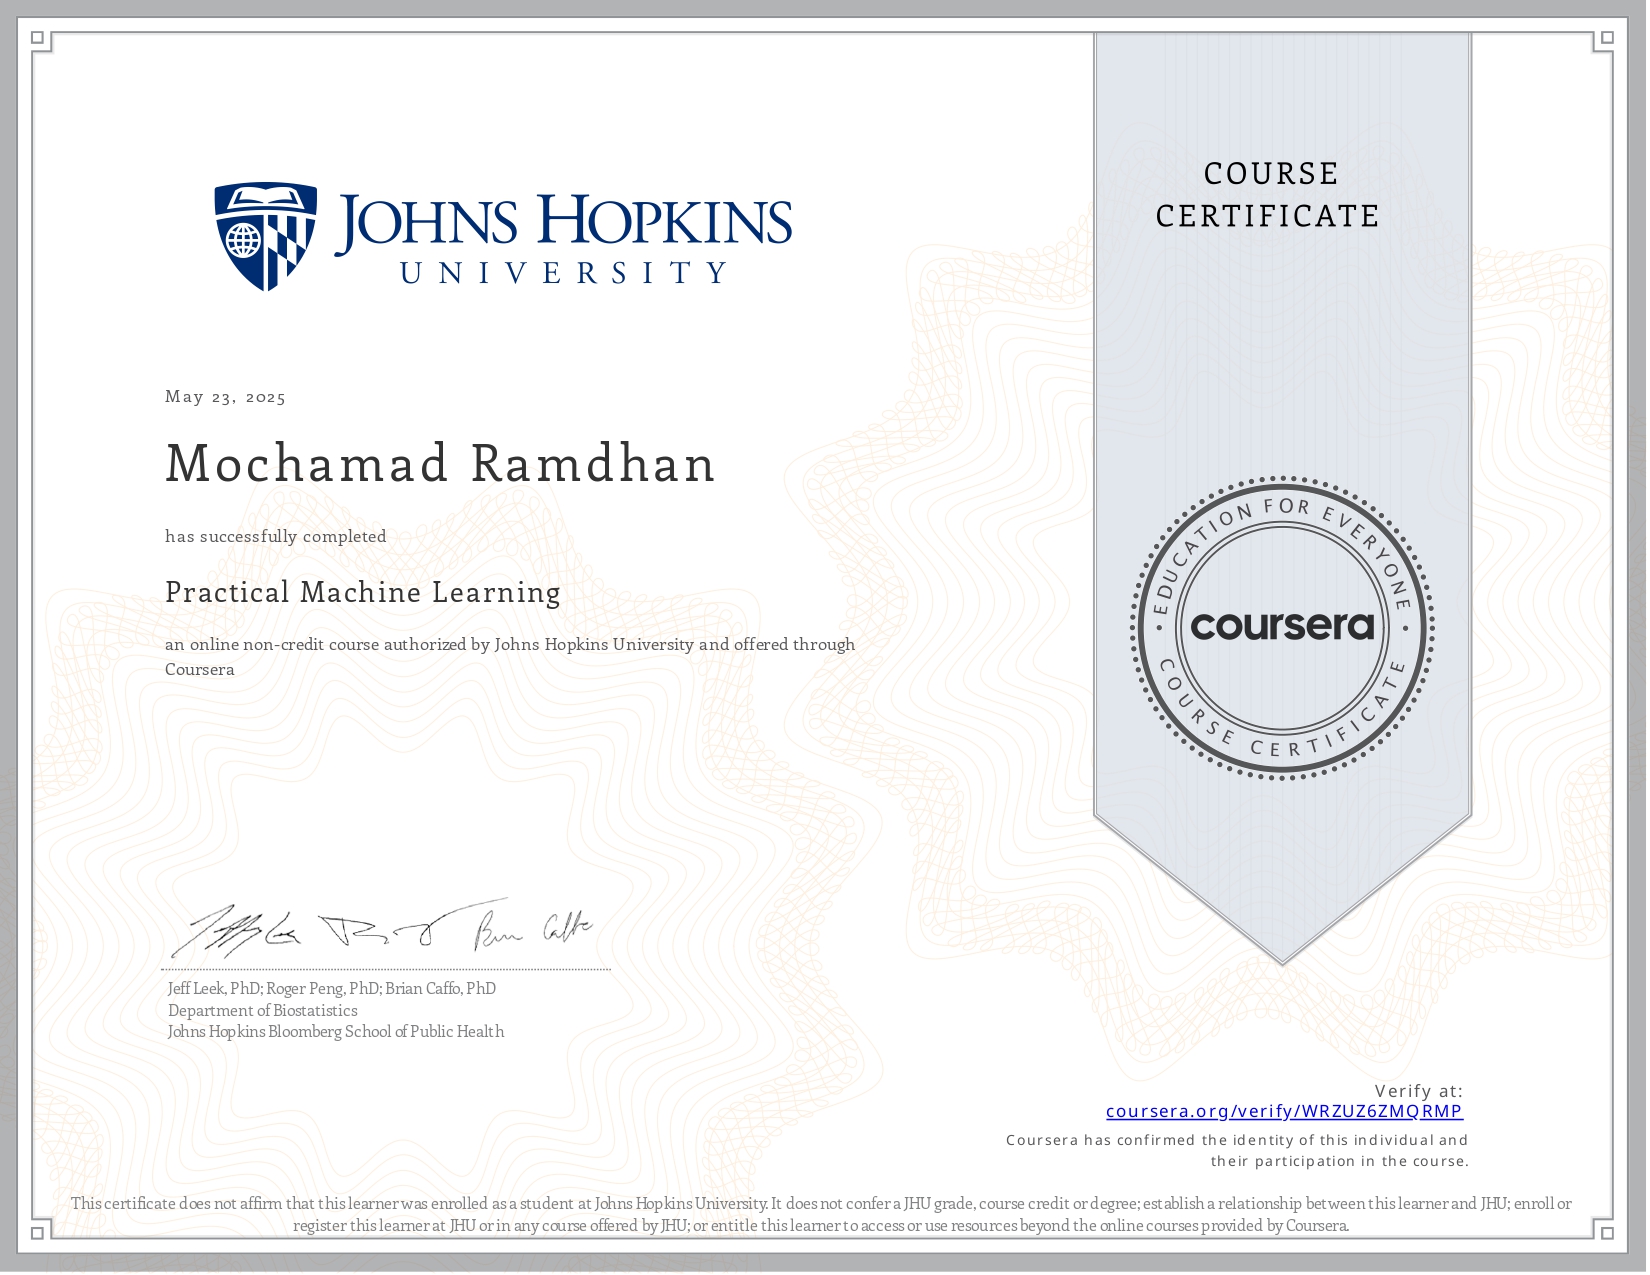 JOHNS HOPKINS
UNIVERSITY
COURSE
CERTIFICATE
May 23, 2025
Mochamad Ramdhan
has successfully completed
Practical Machine Learning
an online non-credit course authorized by Johns Hopkins University and offered through
Coursera
EDUCATION FOR EVERYONE
coursera
COURSE CERTIFICATE
Jeff Leek, PhD; Roger Peng, PhD; Brian Caffo, PhD
Department of Biostatistics
Johns Hopkins Bloomberg School of Public Health
Verify at:
coursera.org/verify/WRZUZ6ZMQRMP
Coursera has confirmed the identity of this individual and
their participation in the course.
This certificate does not affirm that this learner was enrolled as a student at Johns Hopkins University. It does not confer a JHU grade, course credit or degree; establish a relationship between this learner and JHU; enroll or
register this learner at JHU or in any course offered by JHU; or entitle this learner to access or use resources beyond the online courses provided by Coursera.